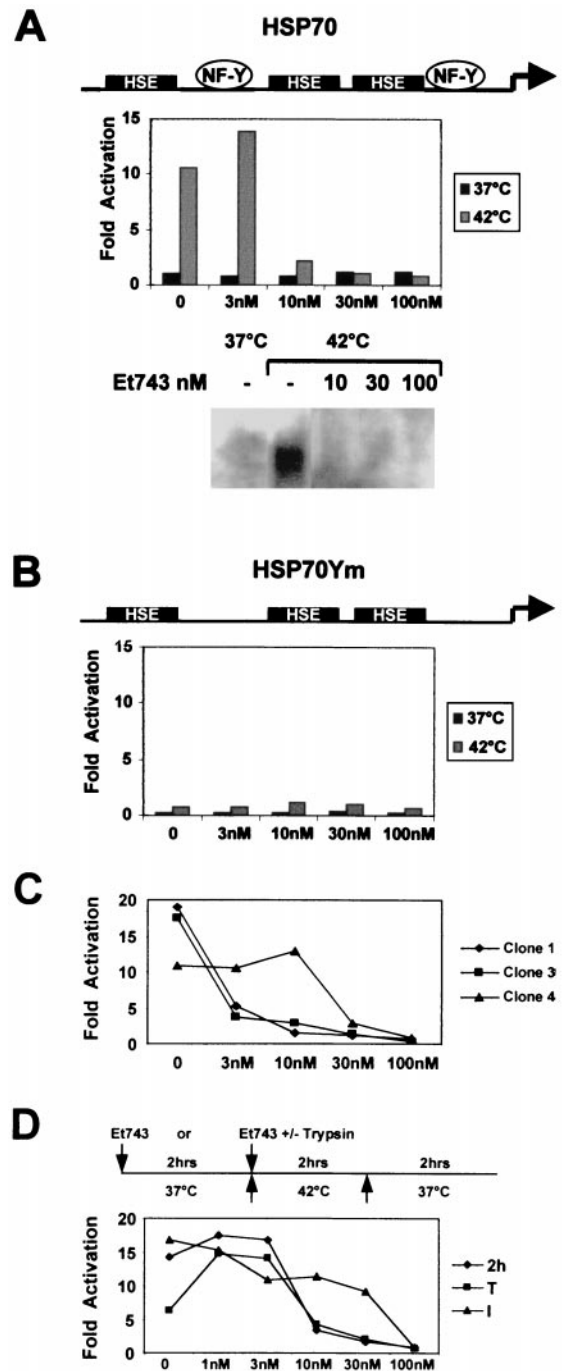 A
HSP70
HSE NF-Y HSE HSE NF-Y
15
10
5
0
Fold Activation
0 3nM 10nM 30nM 100nM
37°C
42°C
37°C 42°C
Et743 nM - - 10 30 100
B
HSP70Ym
HSE HSE HSE
15
10
5
0
Fold Activation
0 3nM 10nM 30nM 100nM
37°C
42°C
C
20
15
10
5
0
Fold Activation
0 3nM 10nM 30nM 100nM
Clone 1
Clone 3
Clone 4
D
Et743 or Et743 +/- Trypsin
2hrs 2hrs 2hrs
37°C 42°C 37°C
20
15
10
5
0
Fold Activation
0 1nM 3nM 10nM 30nM 100nM
2h
T
I